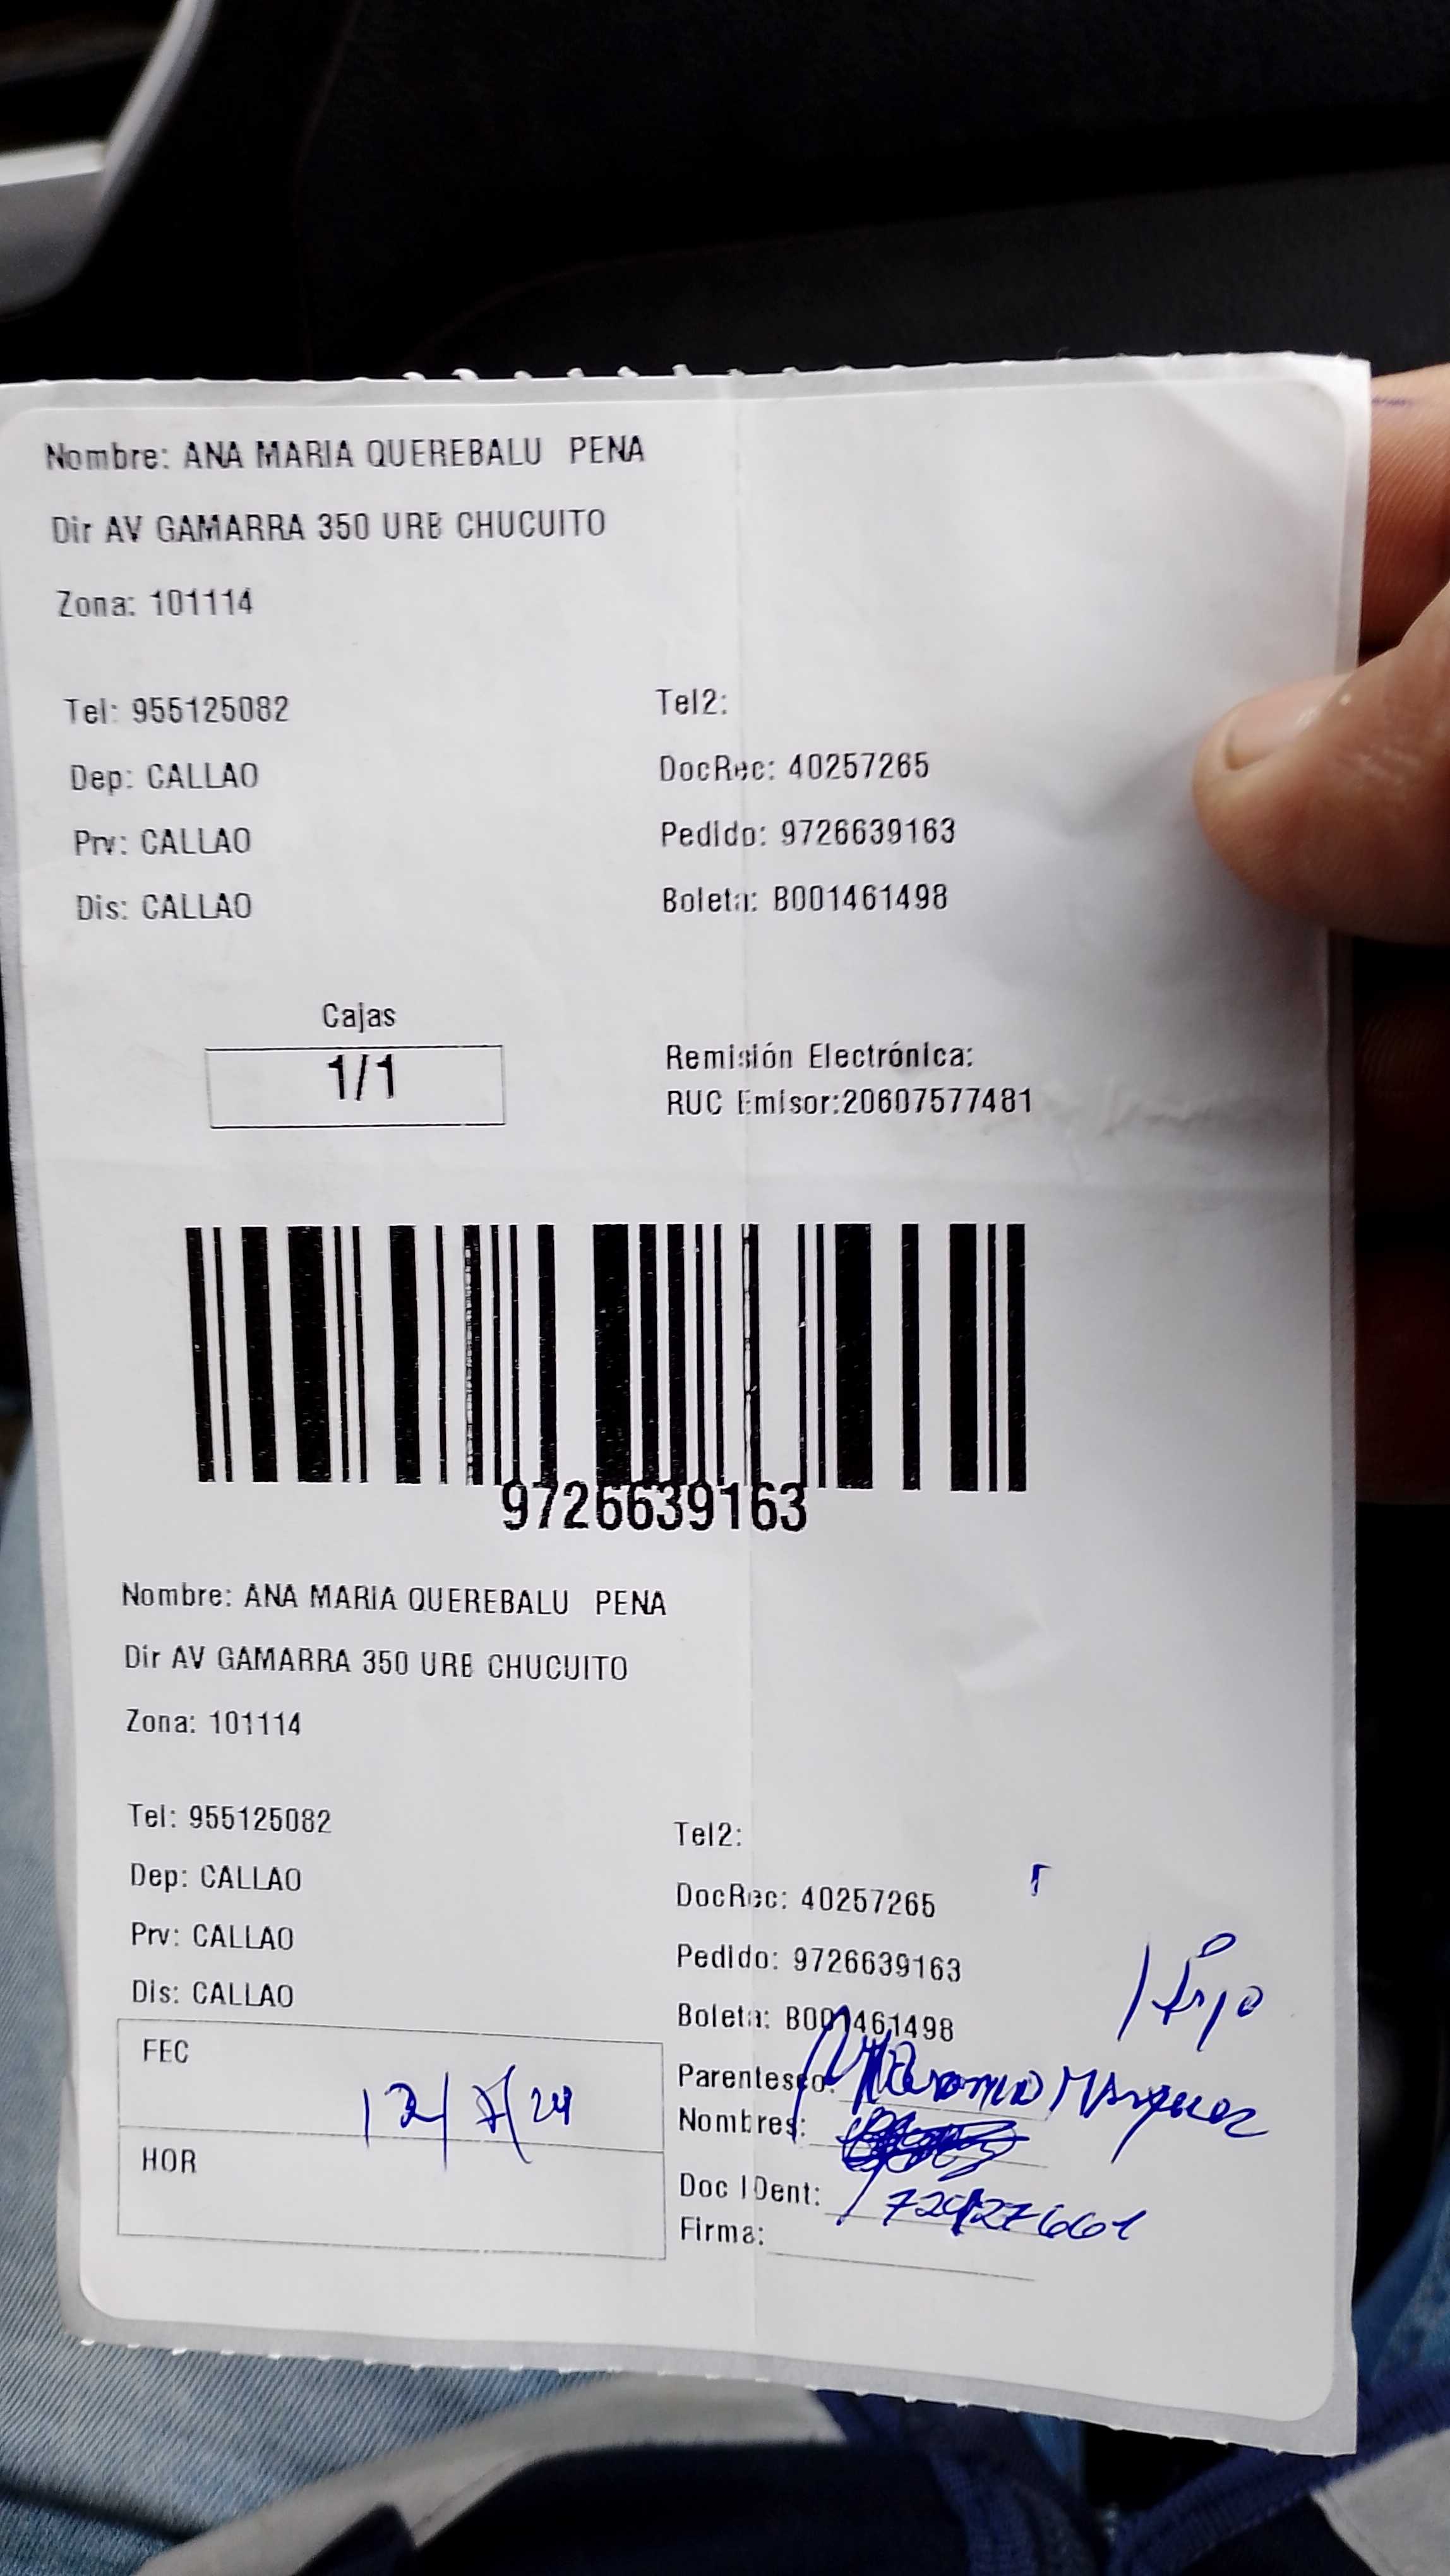 Nombre: ANA MARIA QUEREBALU PENA
Dir AV GAMARRA 350 URB CHUCUITO
Zona: 101114
Tel: 955125082
Tel2:
Dep: CALLAO
DocRec: 40257265
Prv: CALLAO
Pedido: 9726639163
Dis: CALLAO
Boleta: B001461498
Cajas
1/1
Remisión Electrónica:
RUC Emisor:20607577481
9726639163
Nombre: ANA MARIA QUEREBALU PENA
Dir AV GAMARRA 350 URB CHUCUITO
Zona: 101114
Tel: 955125082
Tel2:
Dep: CALLAO
DocRec: 40257265
Prv: CALLAO
Pedido: 9726639163
Dis: CALLAO
Boleta: B001461498
FEC
12/7/24
Parentesco:
Marquez
Nombres:
HOR
Doc IDent:
Firma: